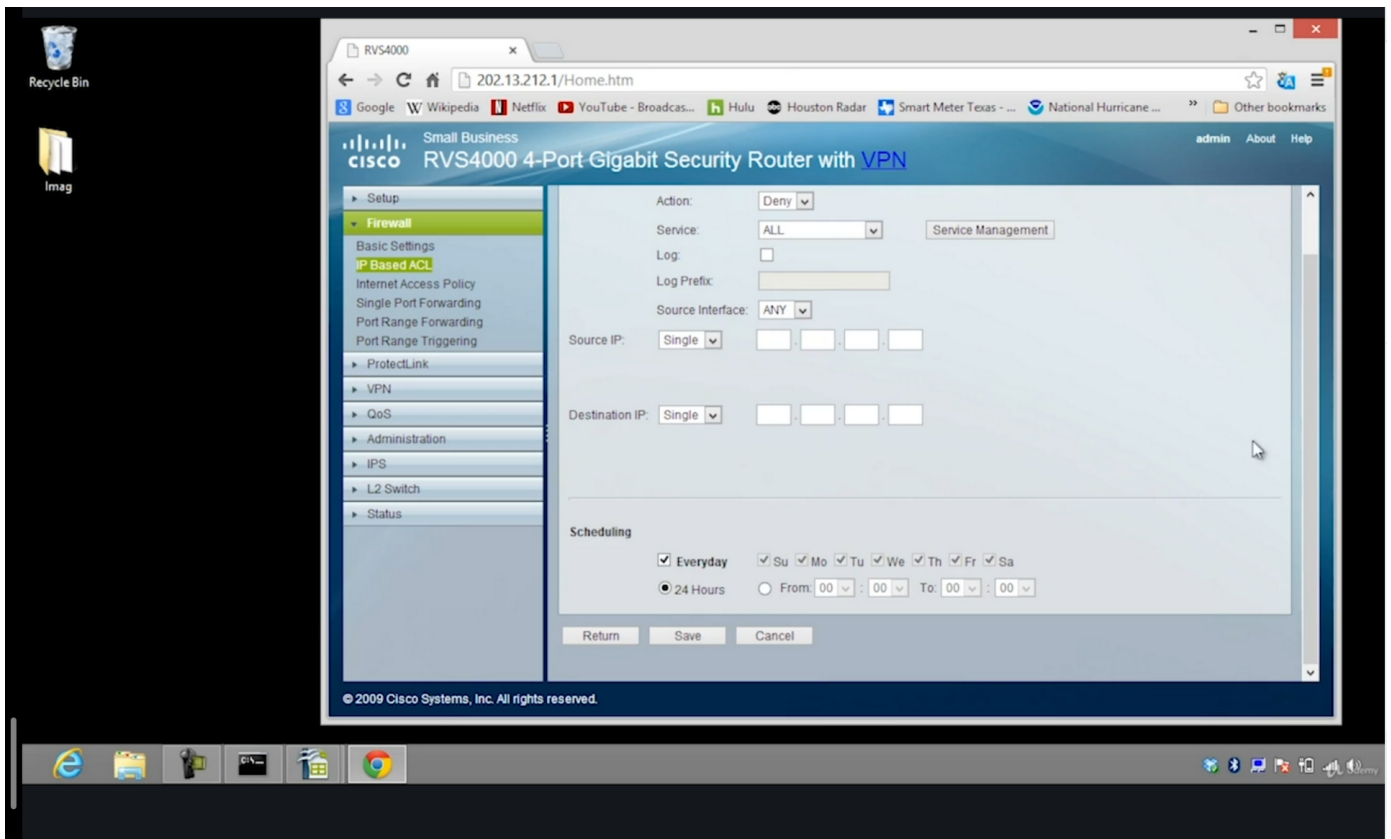 Recycle Bin
Imag
RVS4000
202.13.212.1/Home.htm
Google Wikipedia Netflix YouTube - Broadcas... Hulu Houston Radar Smart Meter Texas - ... National Hurricane ... » Other bookmarks
Small Business
cisco RVS4000 4-Port Gigabit Security Router with VPN
admin About Help
Setup
Firewall
Basic Settings
IP Based ACL
Internet Access Policy
Single Port Forwarding
Port Range Forwarding
Port Range Triggering
ProtectLink
VPN
QoS
Administration
IPS
L2 Switch
Status
Action: Deny
Service: ALL Service Management
Log:
Log Prefix:
Source Interface: ANY
Source IP: Single . . .
Destination IP: Single . . .
Scheduling
Everyday Su Mo Tu We Th Fr Sa
24 Hours From: 00 : 00 To: 00 : 00
Return Save Cancel
© 2009 Cisco Systems, Inc. All rights reserved.
C:\_
Udemy